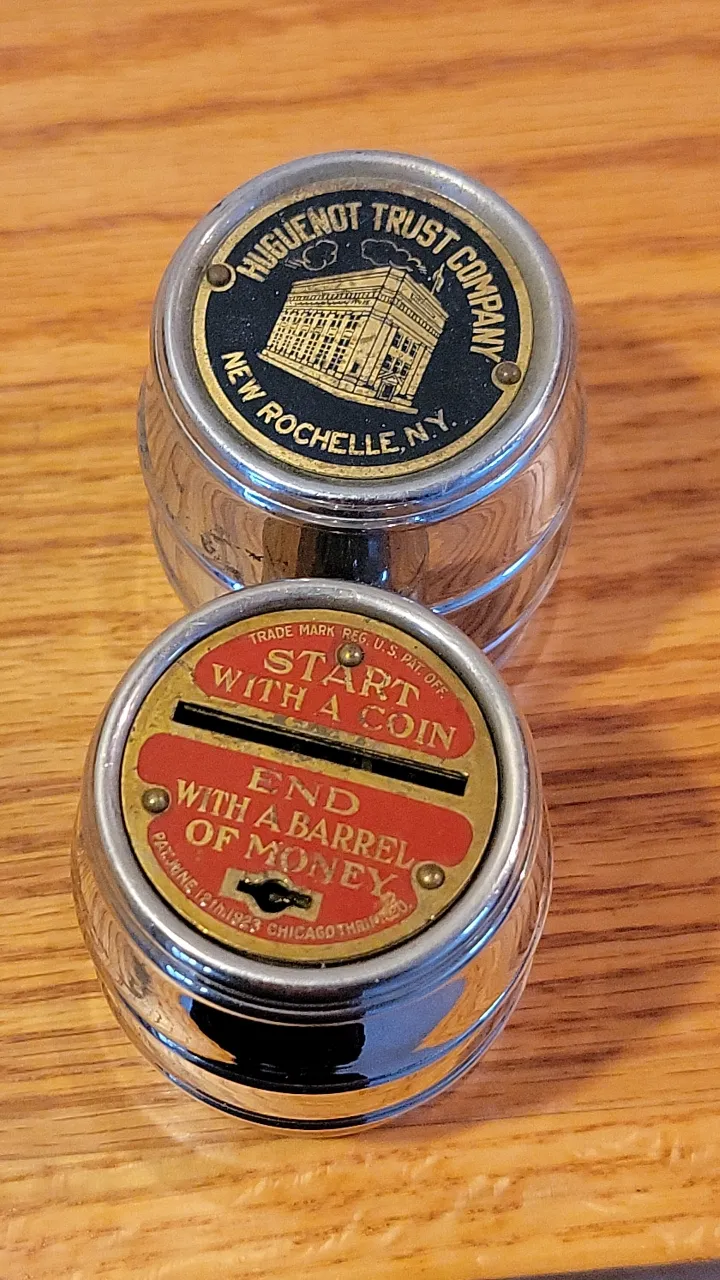 HUGUENOT TRUST COMPANY
NEW ROCHELLE, N.Y.
TRADE MARK REG. U.S. PAT. OFF.
START
WITH A COIN
END
WITH A BARREL
OF MONEY
PAT. JUNE 12th. 1923 CHICAGO THRIFT CO.